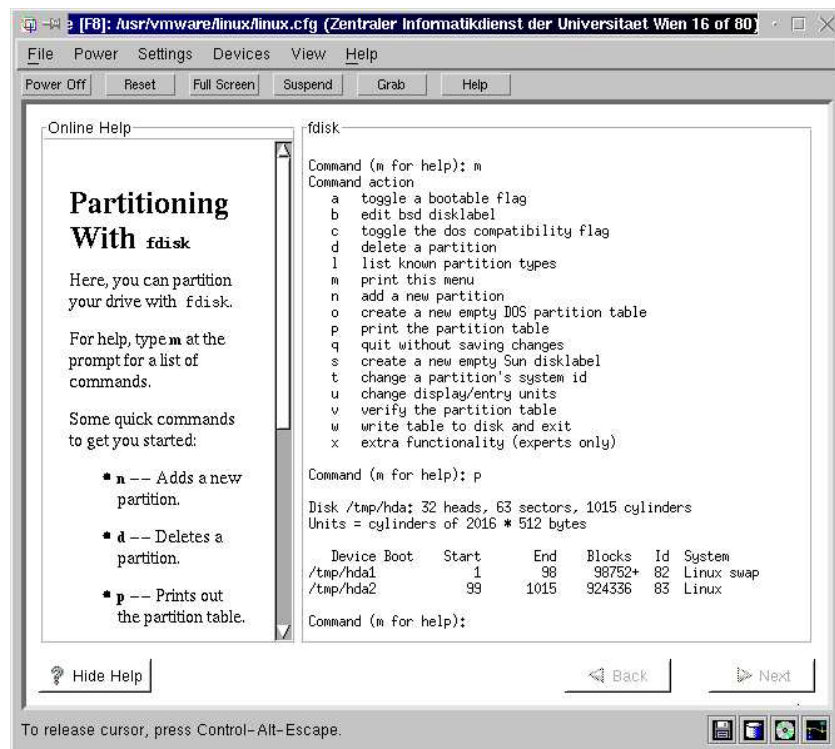 e [F8]: /usr/vmware/linux/linux.cfg (Zentraler Informatikdienst der Universitaet Wien 16 of 80)
File Power Settings Devices View Help
Power Off Reset Full Screen Suspend Grab Help
Online Help
Partitioning
With fdisk
Here, you can partition
your drive with fdisk.
For help, type m at the
prompt for a list of
commands.
Some quick commands
to get you started:
n -- Adds a new
partition.
d -- Deletes a
partition.
p -- Prints out
the partition table.
fdisk
Command (m for help): m
Command action
a toggle a bootable flag
b edit bsd disklabel
c toggle the dos compatibility flag
d delete a partition
l list known partition types
m print this menu
n add a new partition
o create a new empty DOS partition table
p print the partition table
q quit without saving changes
s create a new empty Sun disklabel
t change a partition's system id
u change display/entry units
v verify the partition table
w write table to disk and exit
x extra functionality (experts only)
Command (m for help): p
Disk /tmp/hda: 32 heads, 63 sectors, 1015 cylinders
Units = cylinders of 2016 * 512 bytes
Device Boot Start End Blocks Id System
/tmp/hda1 1 98 98752+ 82 Linux swap
/tmp/hda2 99 1015 924336 83 Linux
Command (m for help):
? Hide Help
Back
Next
To release cursor, press Control-Alt-Escape.